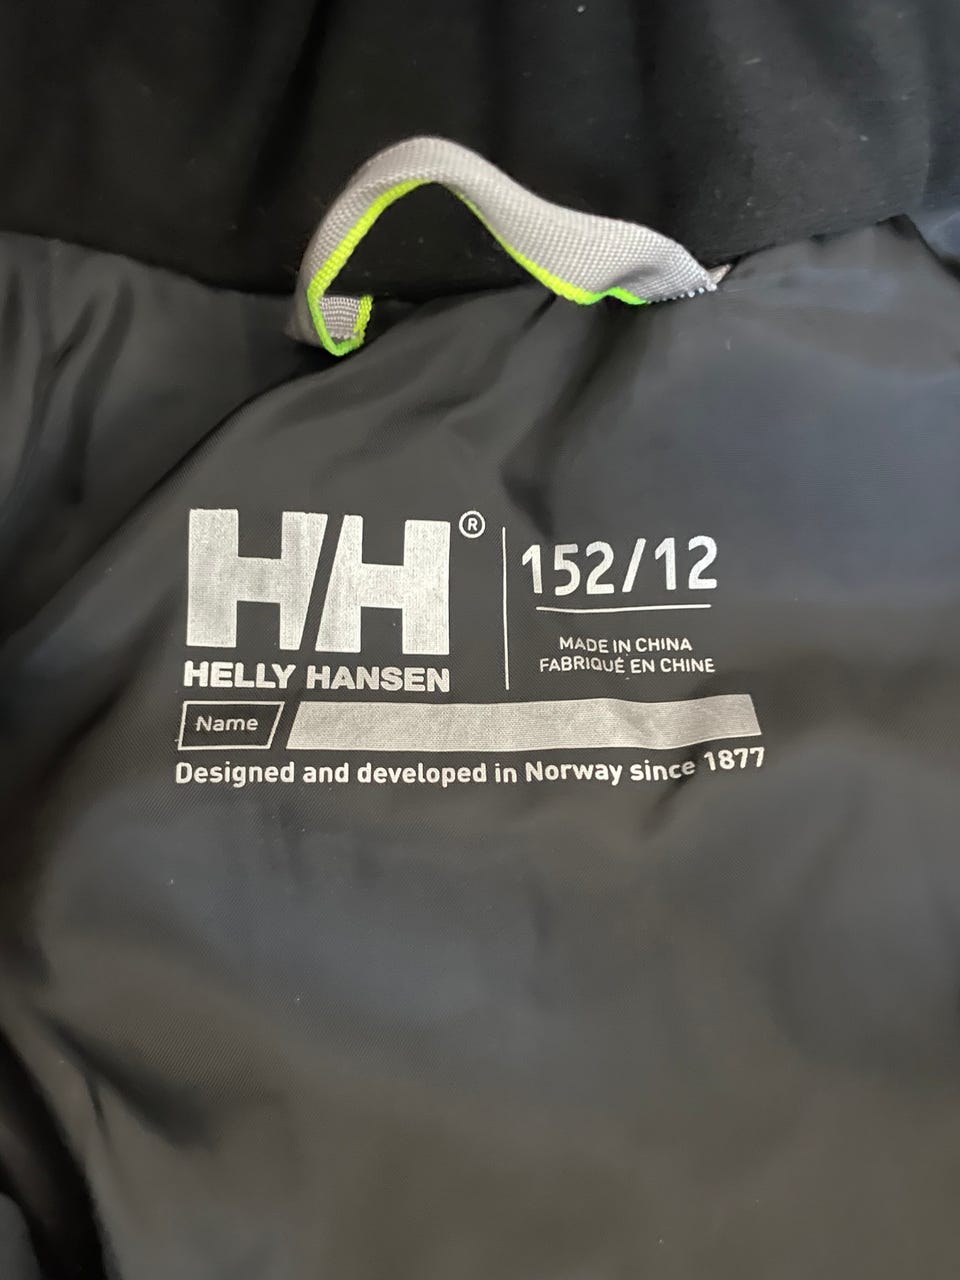 HH®
HELLY HANSEN
152/12
MADE IN CHINA
FABRIQUÉ EN CHINE
Name
Designed and developed in Norway since 1877